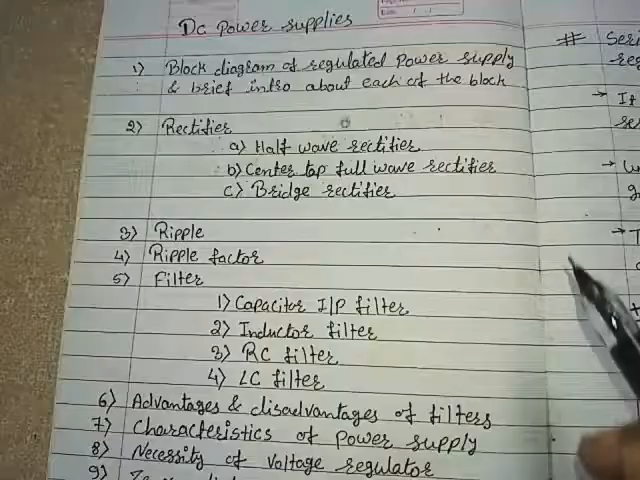 Dc Power supplies
1) Block diagram of regulated power supply
& brief intro about each of the block
2) Rectifier
a) Half wave rectifier
b) Center tap full wave rectifier
c) Bridge rectifier
3) Ripple
4) Ripple factor
5) Filter
1) Capacitor I/P filter
2) Inductor filter
3) RC filter
4) LC filter
6) Advantages & disadvantages of filters
7) Characteristics of power supply
8) Necessity of voltage regulator
9)
# Seri
reg
→ If
→
→ T